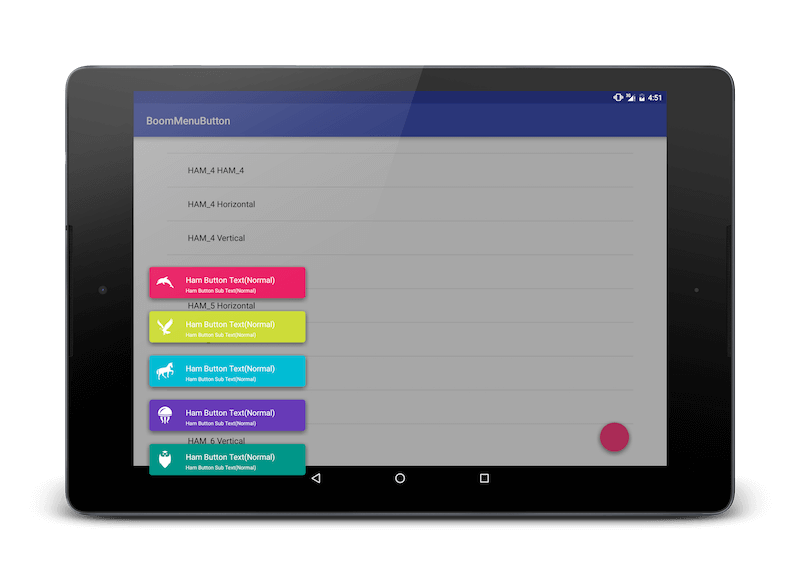 3G 4:51
BoomMenuButton
HAM_4 HAM_4
HAM_4 Horizontal
HAM_4 Vertical
Ham Button Text(Normal)
Ham Button Sub Text(Normal)
HAM_5 Horizontal
Ham Button Text(Normal)
Ham Button Sub Text(Normal)
Ham Button Text(Normal)
Ham Button Sub Text(Normal)
Ham Button Text(Normal)
Ham Button Sub Text(Normal)
HAM_6 Vertical
Ham Button Text(Normal)
Ham Button Sub Text(Normal)